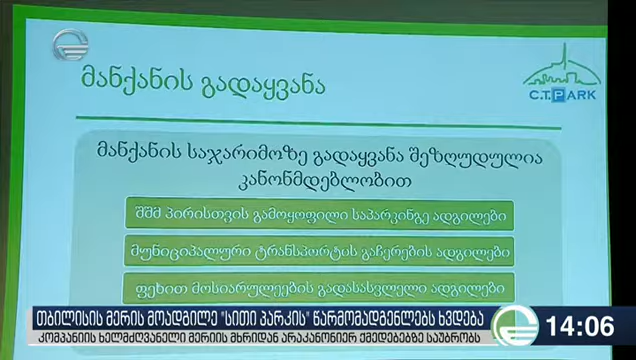 მანქანის გადაყვანა
C.T.PARK
მანქანის საჯარიმოზე გადაყვანა შეზღუდულია
კანონმდებლობით
შშმ პირისთვის გამოყოფილი საპარკინგე ადგილები
მუნიციპალური ტრანსპორტის გაჩერების ადგილები
ფეხით მოსიარულეების გადასასვლელი ადგილები
თბილისის მერის მოადგილე "სითი პარკის" წარმომადგენლებს ხვდება
კომპანიის ხელმძღვანელი მერიის მხრიდან არაკანონიერ ქმედებებზე საუბრობს
14:06